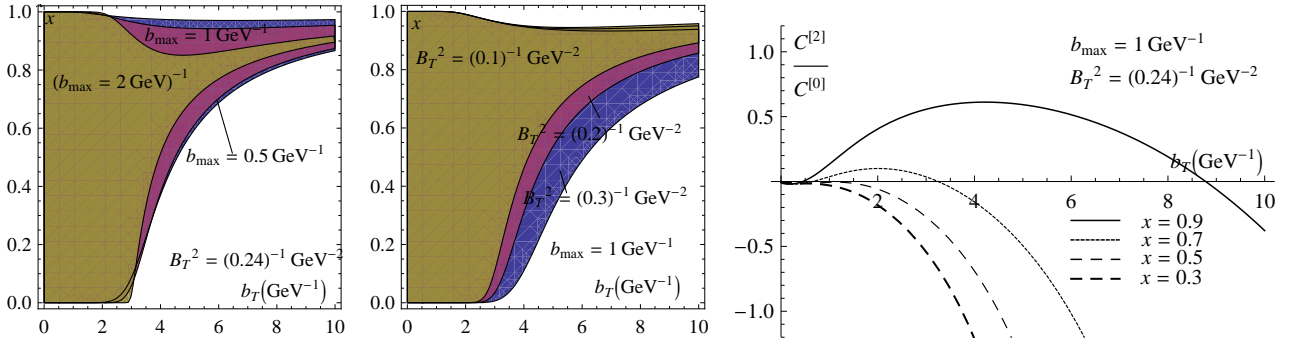 x
b_max = 1 GeV^-1
(b_max = 2 GeV)^-1
b_max = 0.5 GeV^-1
B_T^2 = (0.24)^-1 GeV^-2
b_T(GeV^-1)
1.0
0.8
0.6
0.4
0.2
0.0
0 2 4 6 8 10
x
B_T^2 = (0.1)^-1 GeV^-2
B_T^2 = (0.2)^-1 GeV^-2
B_T^2 = (0.3)^-1 GeV^-2
b_max = 1 GeV^-1
b_T(GeV^-1)
1.0
0.8
0.6
0.4
0.2
0.0
0 2 4 6 8 10
C^[2]
C^[0]
b_max = 1 GeV^-1
B_T^2 = (0.24)^-1 GeV^-2
b_T(GeV^-1)
1.0
0.5
-0.5
-1.0
2 4 6 8 10
x = 0.9
x = 0.7
x = 0.5
x = 0.3